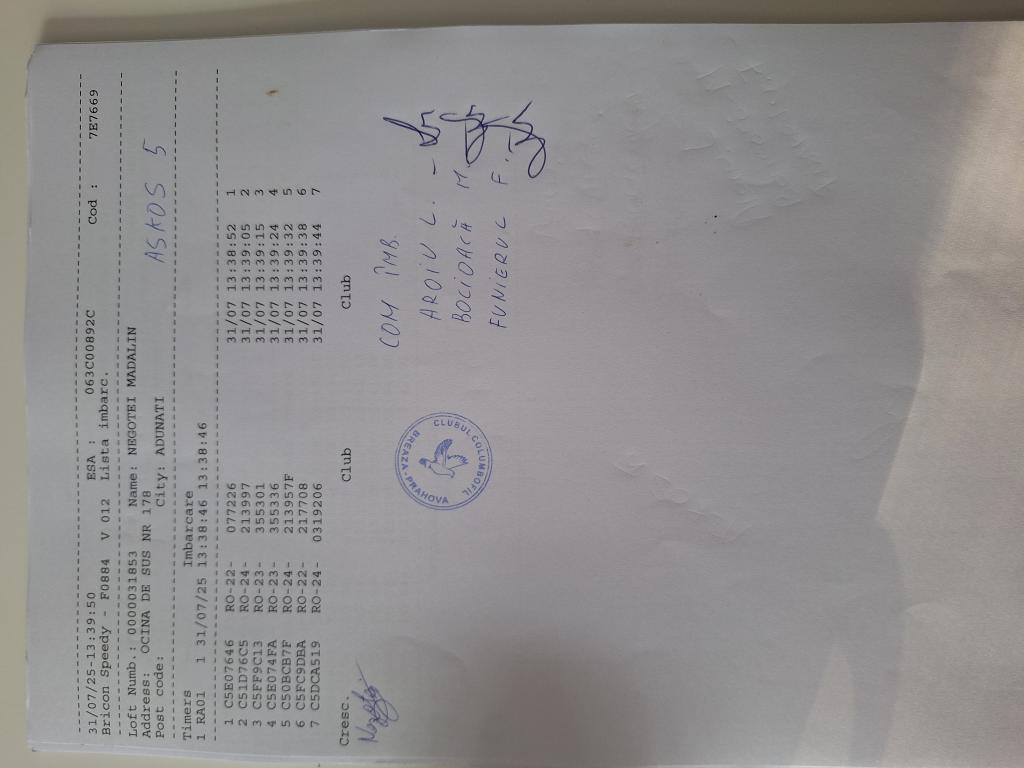 --------------------------------------------------------
31/07/25-13:39:50 ESA : 063C00892C Cod : 7E7669
Bricon Speedy - F0884 V 012 Lista imbarc.
--------------------------------------------------------
Loft Numb.: 0000031853 Name: NEGOTEI MADALIN
Address: OCINA DE SUS NR 178
Post code: City: ADUNATI
ASKOS 5
--------------------------------------------------------
Timers Imbarcare
1 RA01 1 31/07/25 13:38:46 13:38:46
--------------------------------------------------------
1 C5E07646 RO-22- 077226 31/07 13:38:52 1
2 C51D76C5 RO-24- 213997 31/07 13:39:05 2
3 C5FF9C13 RO-23- 355301 31/07 13:39:15 3
4 C5E074FA RO-23- 355336 31/07 13:39:24 4
5 C50BCB7F RO-24- 213957F 31/07 13:39:32 5
6 C5FC9DBA RO-22- 217708 31/07 13:39:38 6
7 C5DCA519 RO-24- 0319206 31/07 13:39:44 7
Cresc. Club Club
COM ÎMB.
AROIU L. -
BOCIOACĂ M.
FUNIERUL F.
CLUBUL COLUMBOFIL
BREAZA-PRAHOVA